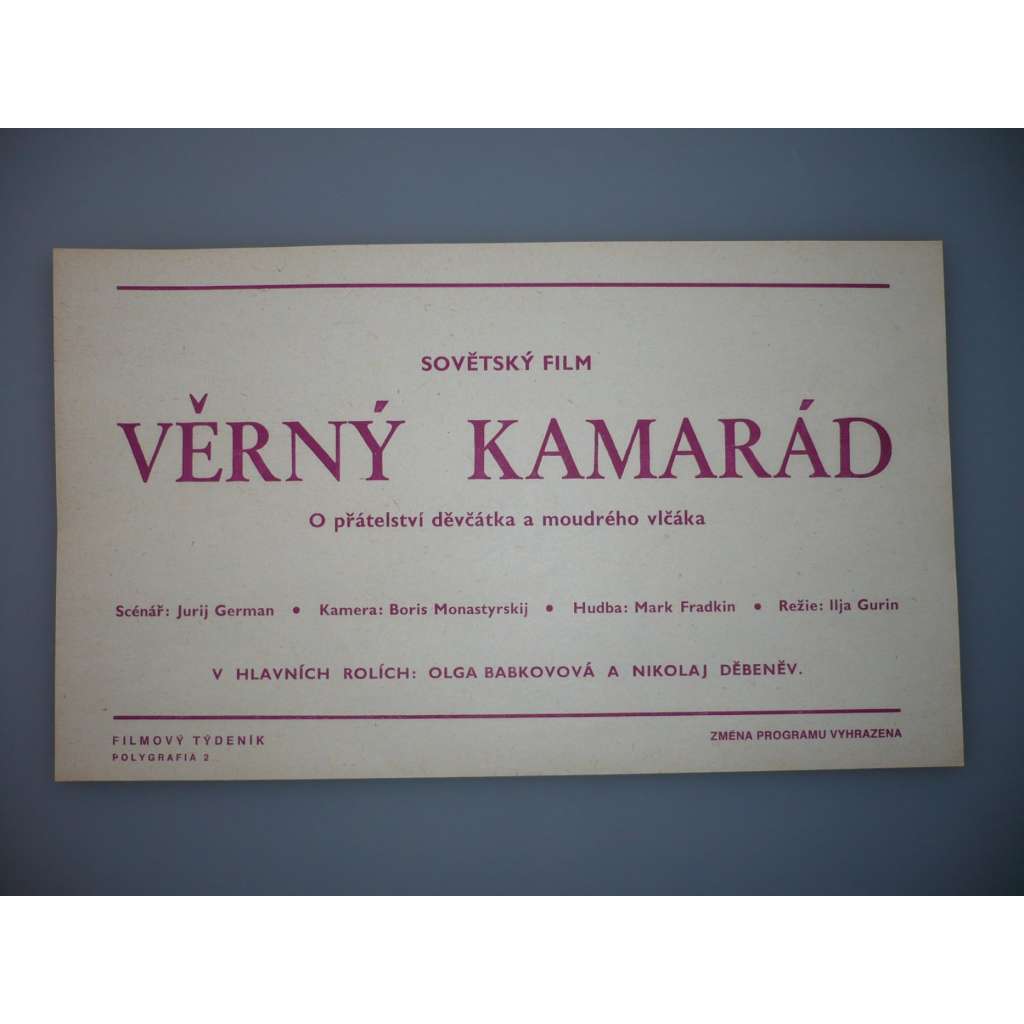 SOVĚTSKÝ FILM
VĚRNÝ KAMARÁD
O přátelství děvčátka a moudrého vlčáka
Scénář: Jurij German ● Kamera: Boris Monastyrskij ● Hudba: Mark Fradkin ● Režie: Ilja Gurin
V HLAVNÍCH ROLÍCH: OLGA BABKOVOVÁ A NIKOLAJ DĚBENĚV.
FILMOVÝ TÝDENÍK
ZMĚNA PROGRAMU VYHRAZENA
POLYGRAFIA 2